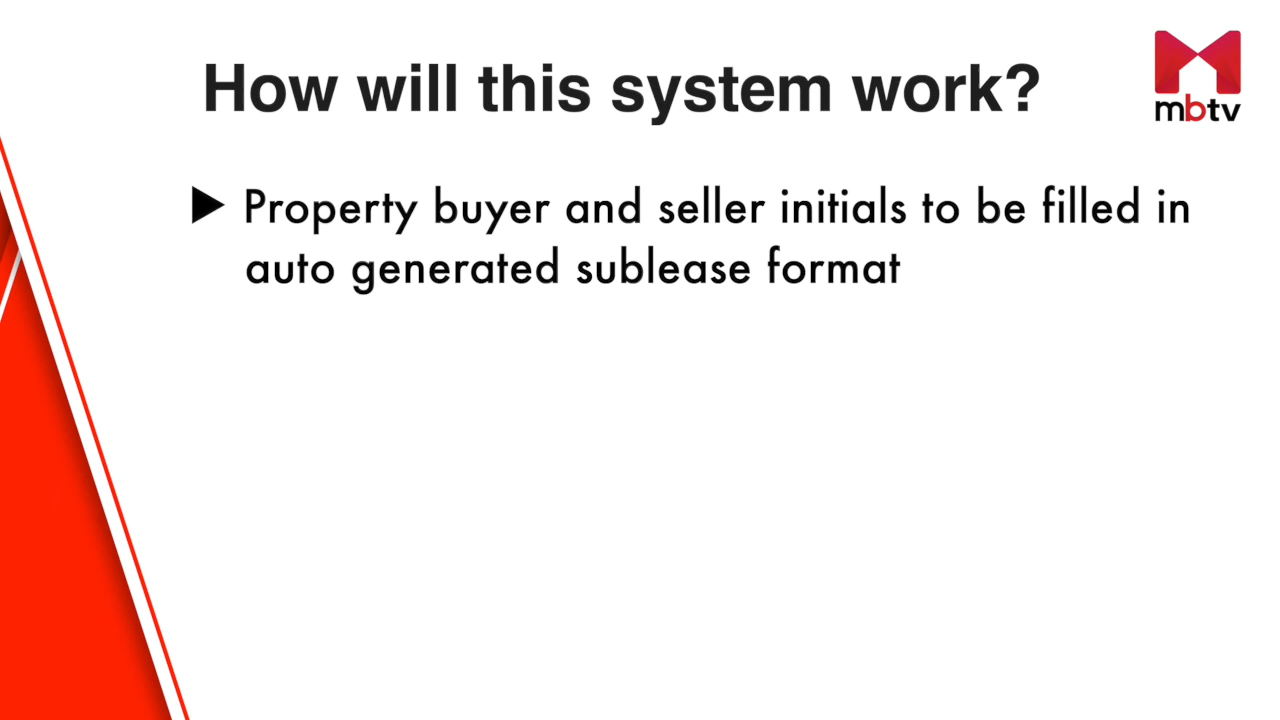 How will this system work?
mbtv
▶ Property buyer and seller initials to be filled in
auto generated sublease format